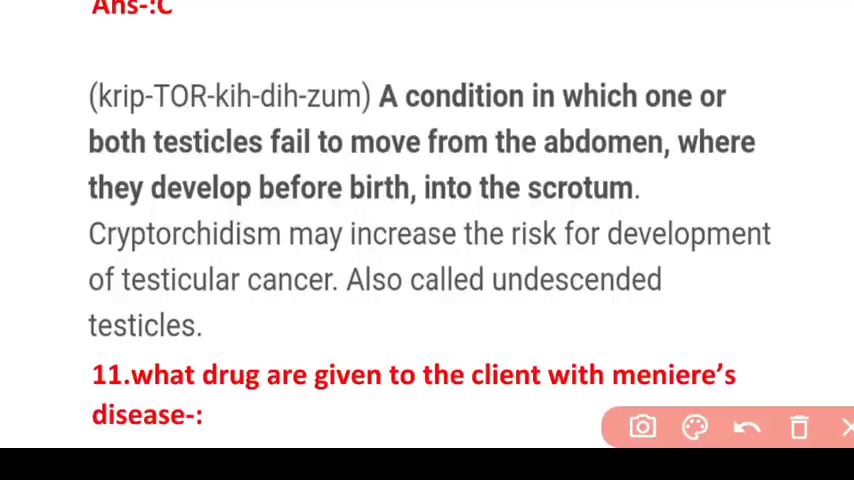 Ans-:C
(krip-TOR-kih-dih-zum) A condition in which one or
both testicles fail to move from the abdomen, where
they develop before birth, into the scrotum.
Cryptorchidism may increase the risk for development
of testicular cancer. Also called undescended
testicles.
11.what drug are given to the client with meniere’s
disease-: